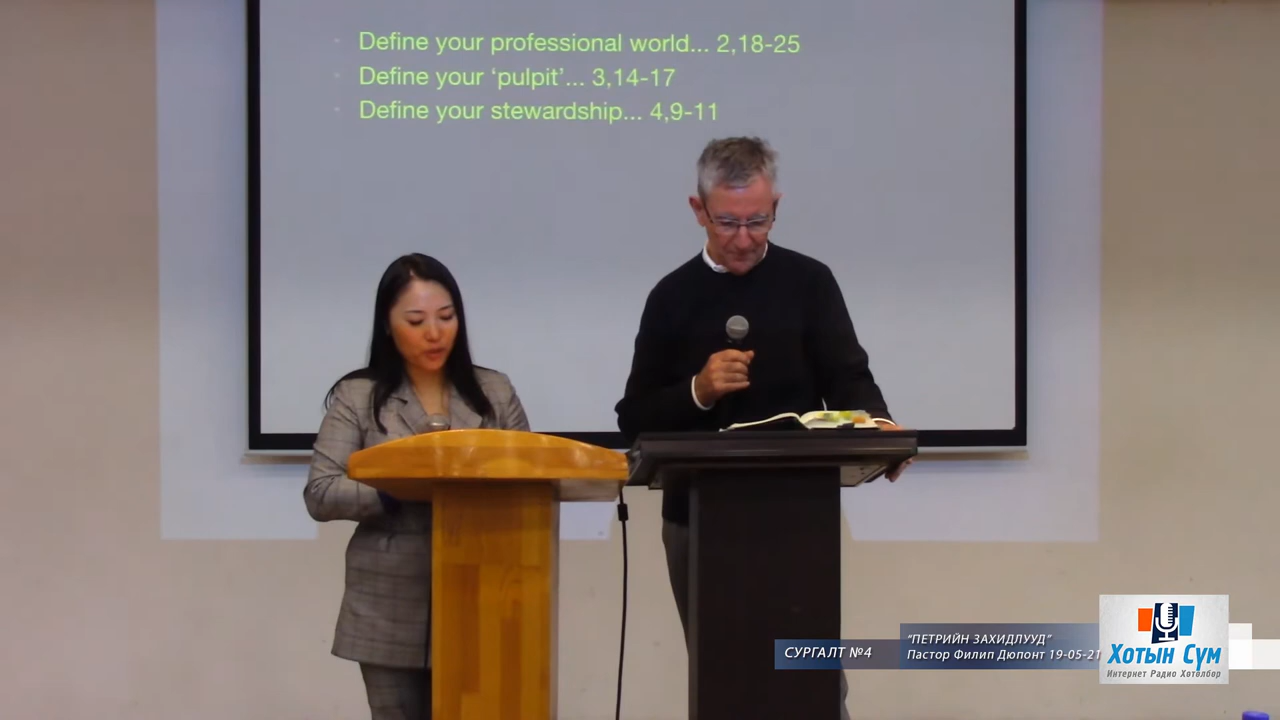 Define your professional world... 2,18-25
Define your ‘pulpit’... 3,14-17
Define your stewardship... 4,9-11
СУРГАЛТ №4
"ПЕТРИЙН ЗАХИДЛУУД"
Пастор Филип Дюпонт 19-05-21
Хотын Сүм
Интернет Радио Хөтөлбөр